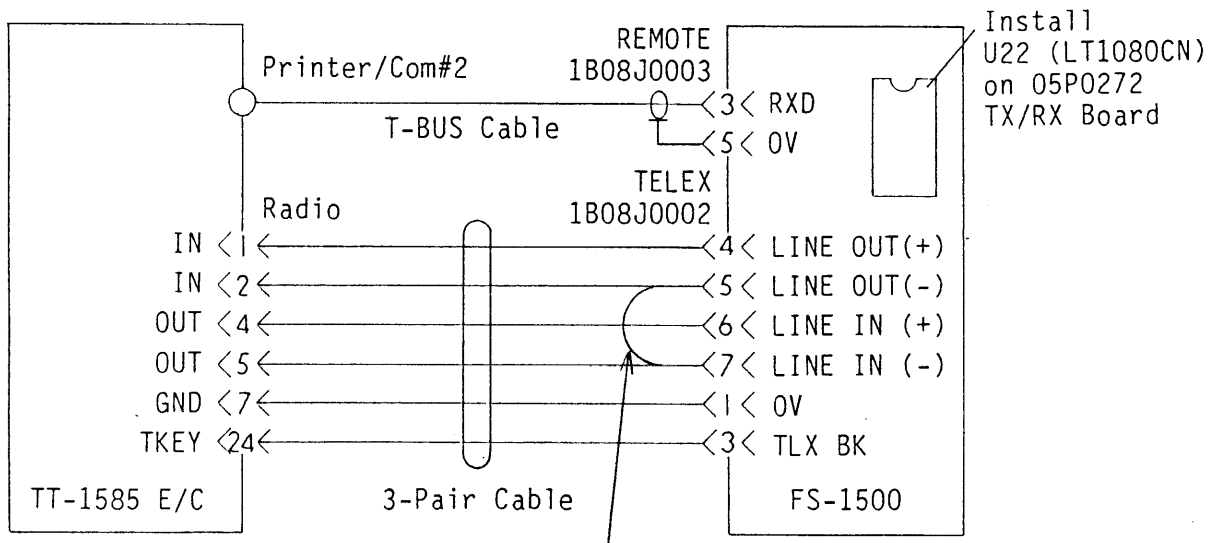 Install
U22 (LT1080CN)
on 05P0272
TX/RX Board
REMOTE
1B08J0003
Printer/Com#2
3 RXD
T-BUS Cable
5 0V
TELEX
1B08J0002
Radio
IN 1
4 LINE OUT(+)
IN 2
5 LINE OUT(-)
OUT 4
6 LINE IN (+)
OUT 5
7 LINE IN (-)
GND 7
1 0V
TKEY 24
3 TLX BK
TT-1585 E/C
3-Pair Cable
FS-1500